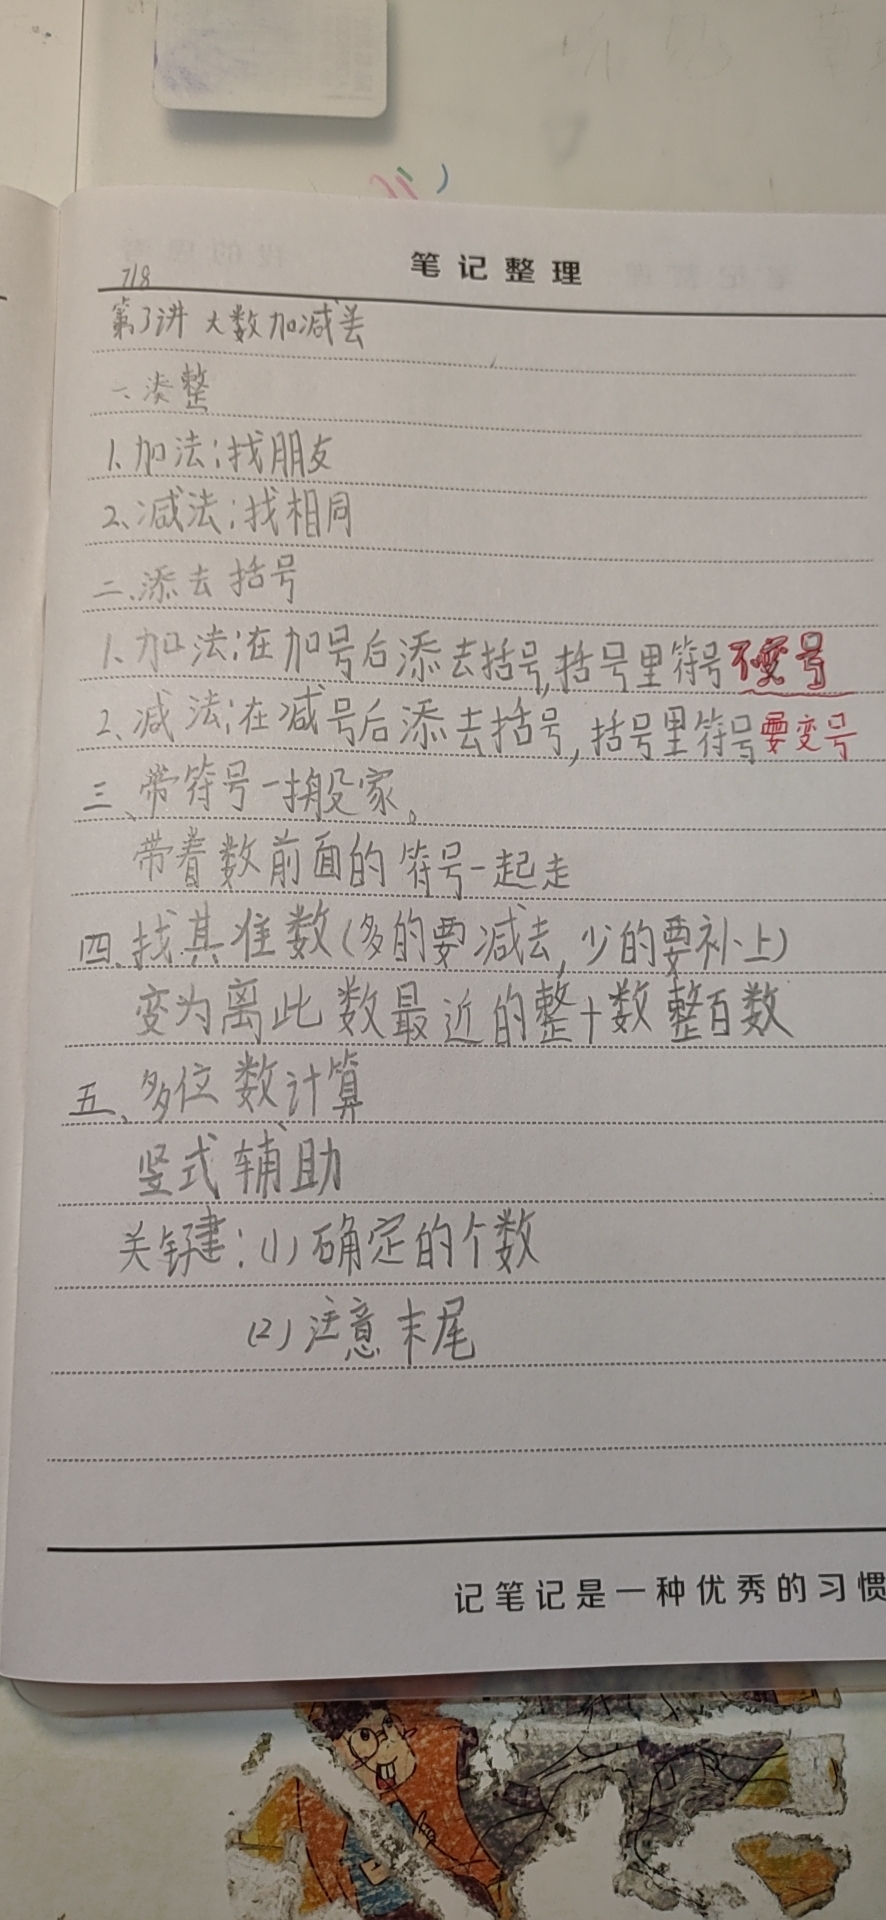 笔记整理
7/8
第3讲 大数加减法
一、凑整
1、加法:找朋友
2、减法:找相同
二、添去括号
1、加法:在加号后添去括号,括号里符号不变号
2、减法:在减号后添去括号,括号里符号要变号
三、带符号一搬家。
带着数前面的符号一起走
四、找其准数(多的要减去,少的要补上)
变为离此数最近的整十数整百数
五、多位数计算
竖式辅助
关键:(1)确定的个数
(2)注意末尾
记笔记是一种优秀的习惯